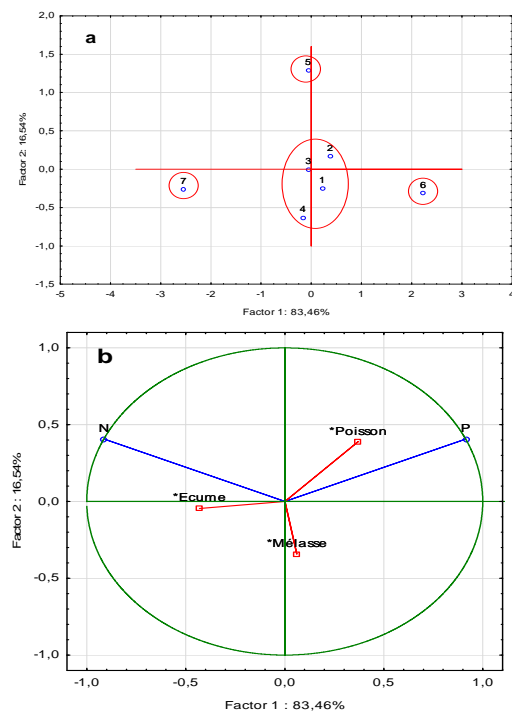 a
2,0
1,5
1,0
0,5
0,0
-0,5
-1,0
1,5
Factor 2: 16,54%
5
2
3
7
1
6
4
-5 -4 -3 -2 -1 0 1 2 3 4
Factor 1 : 83,46%
b
1,0
0,5
0,0
-0,5
-1,0
Factor 2 : 16,54%
N
*Poisson
P
*Ecume
*Mélasse
-1,0 -0,5 0,0 0,5 1,0
Factor 1 : 83,46%